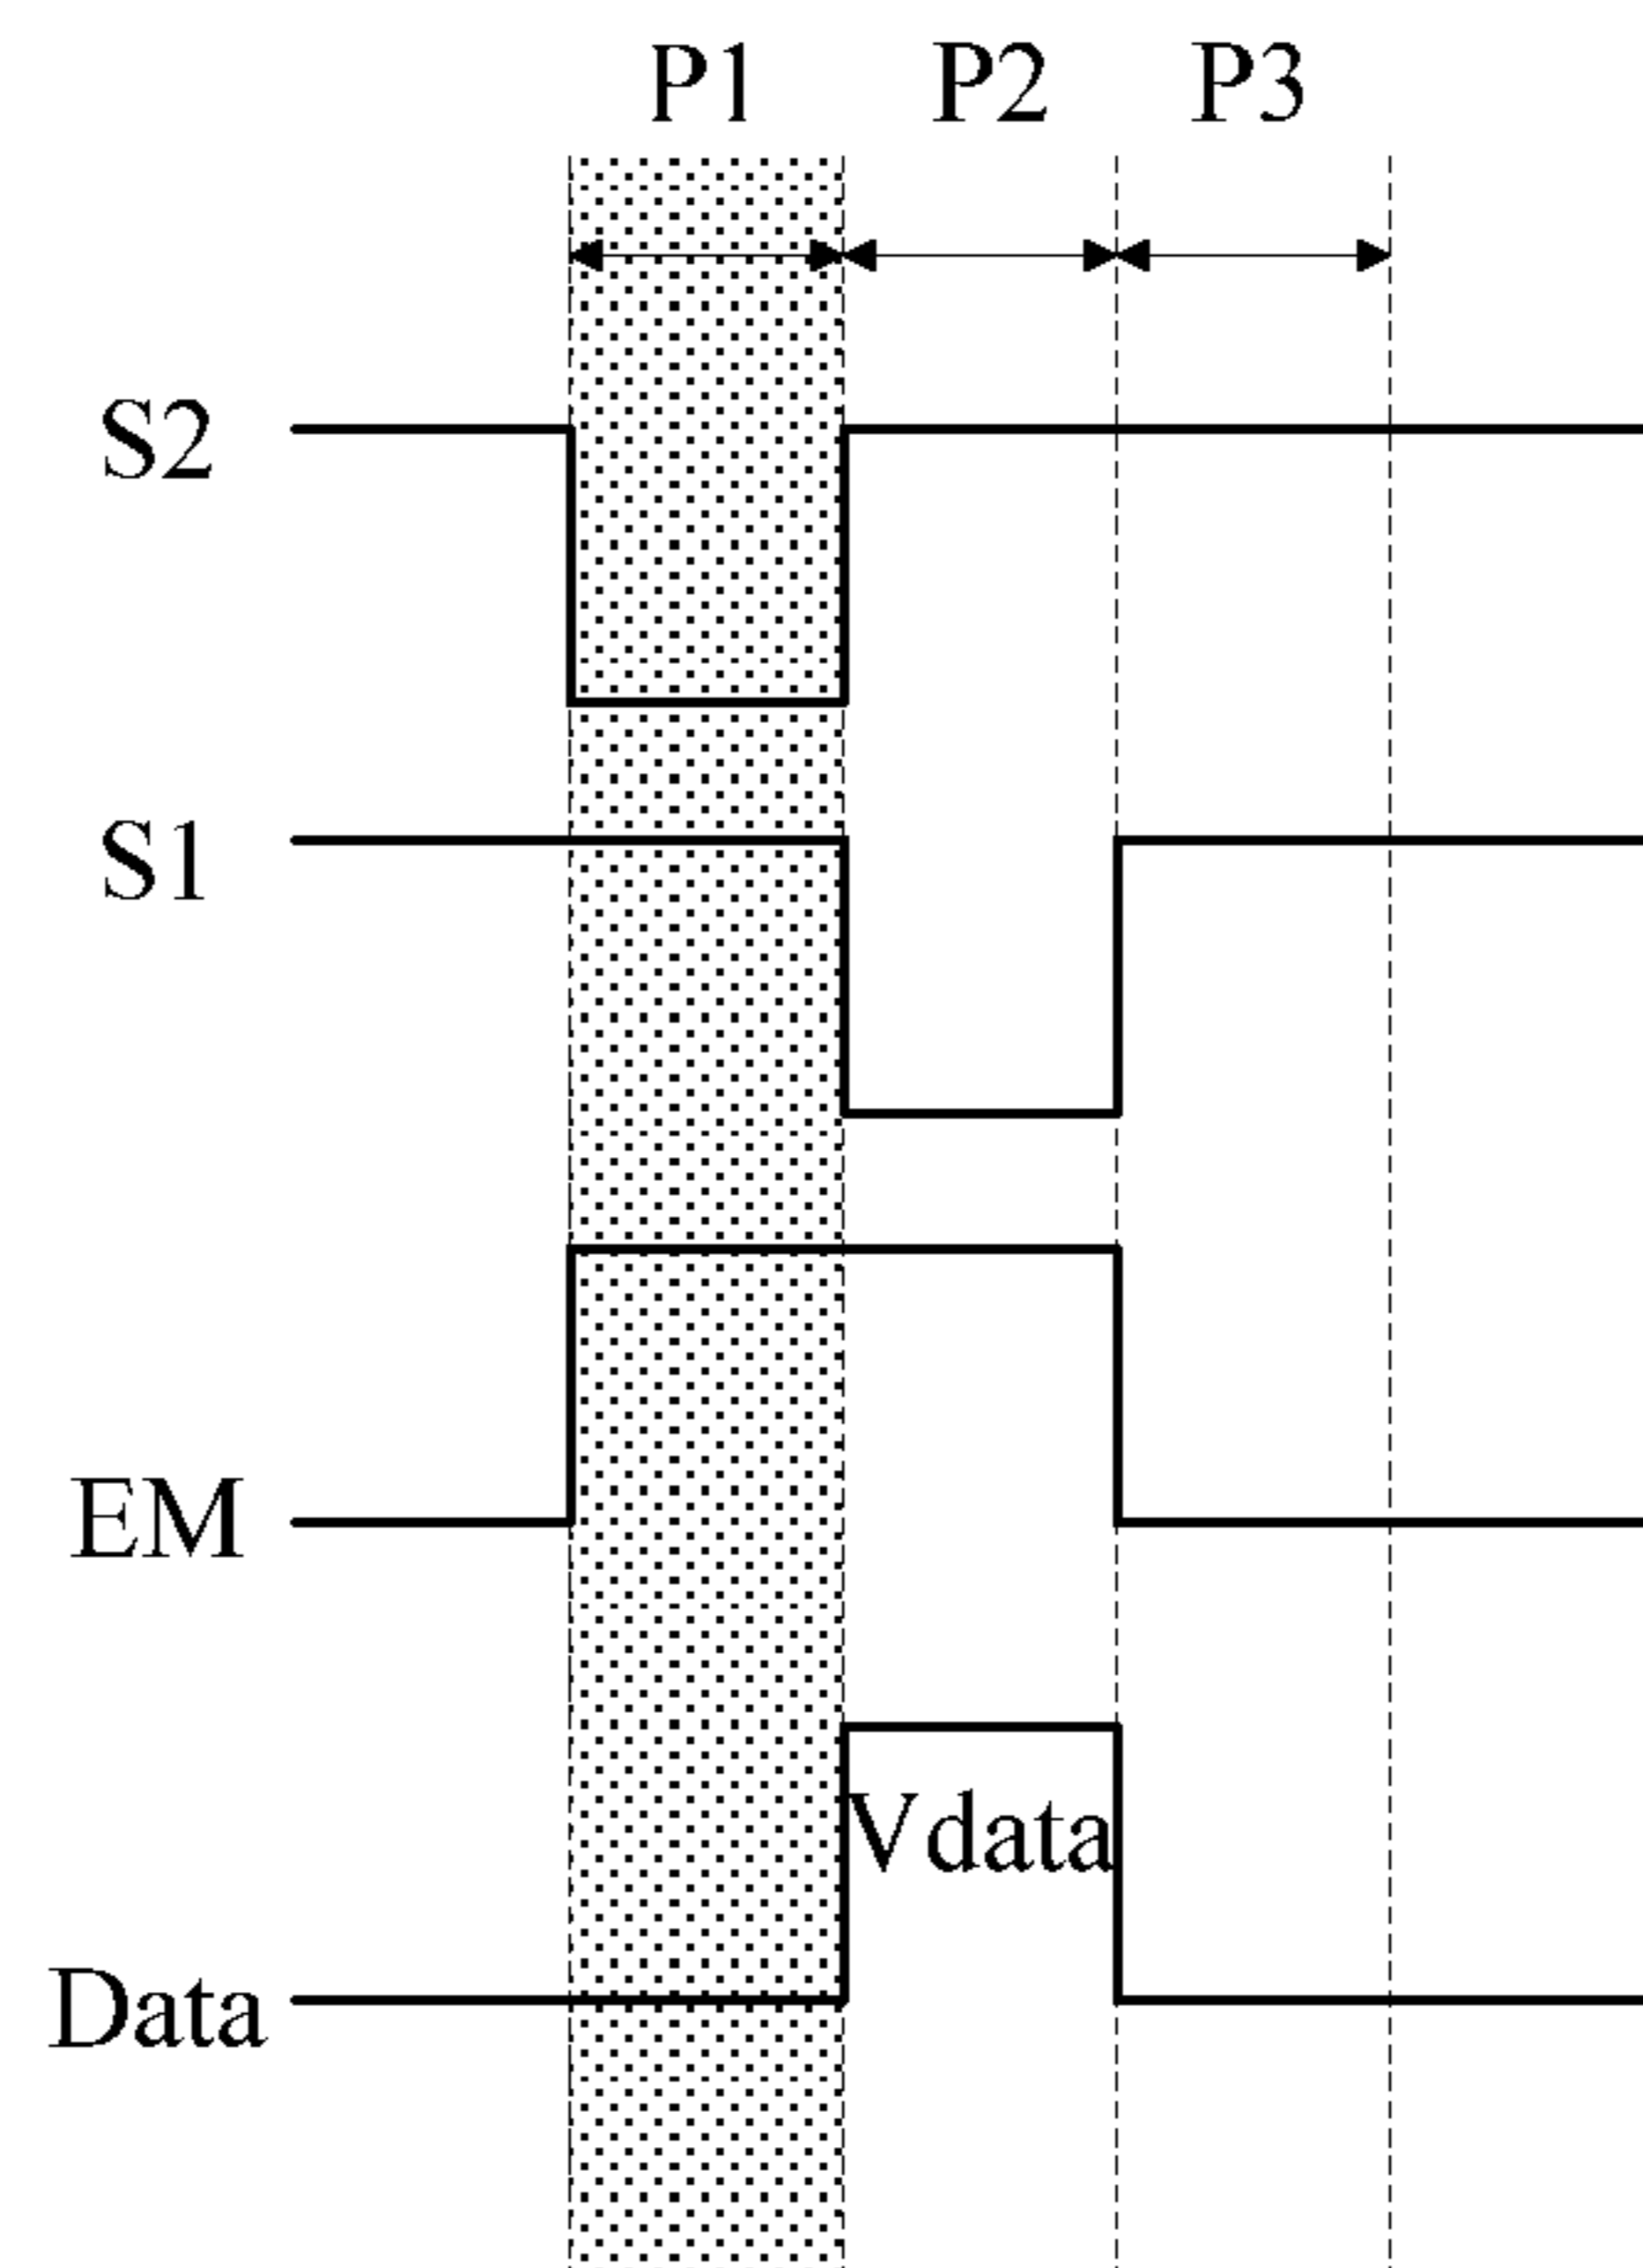 P1 P2 P3
S2
S1
EM
Vdata
Data